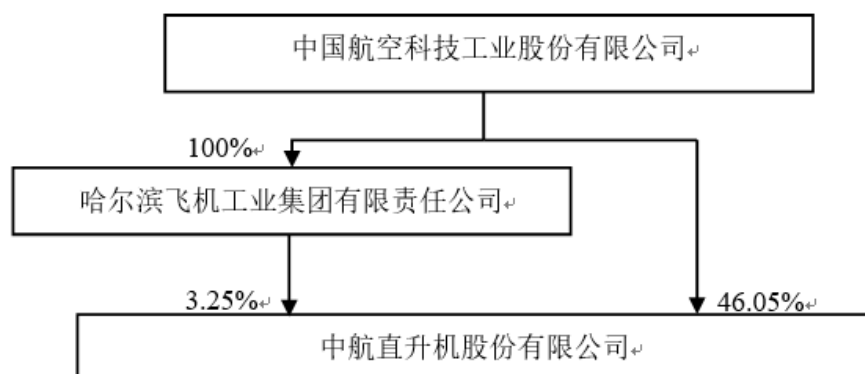 中国航空科技工业股份有限公司
100%
哈尔滨飞机工业集团有限责任公司
3.25%
46.05%
中航直升机股份有限公司